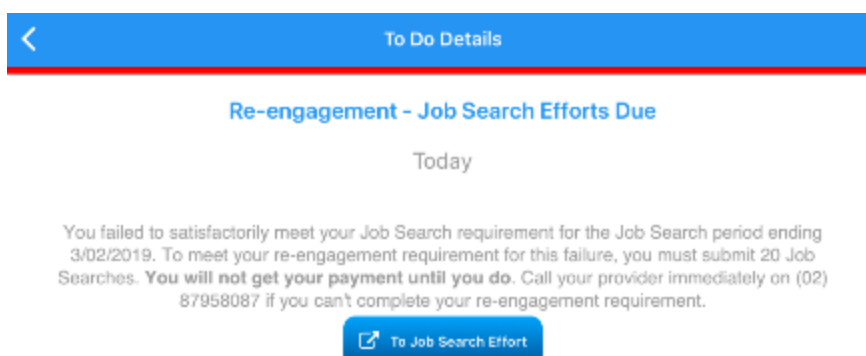 To Do Details
Re-engagement - Job Search Efforts Due
Today
You failed to satisfactorily meet your Job Search requirement for the Job Search period ending
3/02/2019. To meet your re-engagement requirement for this failure, you must submit 20 Job
Searches. You will not get your payment until you do. Call your provider immediately on (02)
87958087 if you can't complete your re-engagement requirement.
To Job Search Effort